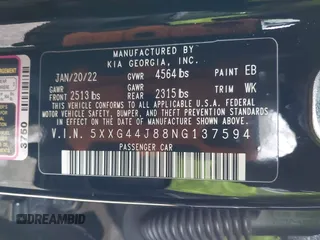 MANUFACTURED BY
KIA GEORGIA, INC.
JAN/20/22 GVWR 4564 lbs PAINT EB
GAWR FRONT 2513 lbs GAWR REAR 2315 lbs TRIM WK
THIS VEHICLE CONFORMS TO ALL APPLICABLE U.S. FEDERAL MOTOR
VEHICLE SAFETY, BUMPER, AND THEFT PREVENTION STANDARDS
IN EFFECT ON THE DATE OF MANUFACTURE SHOWN ABOVE.
V.I.N. 5XXG44J88NG137594
PASSENGER CAR
3750
DREAMBID